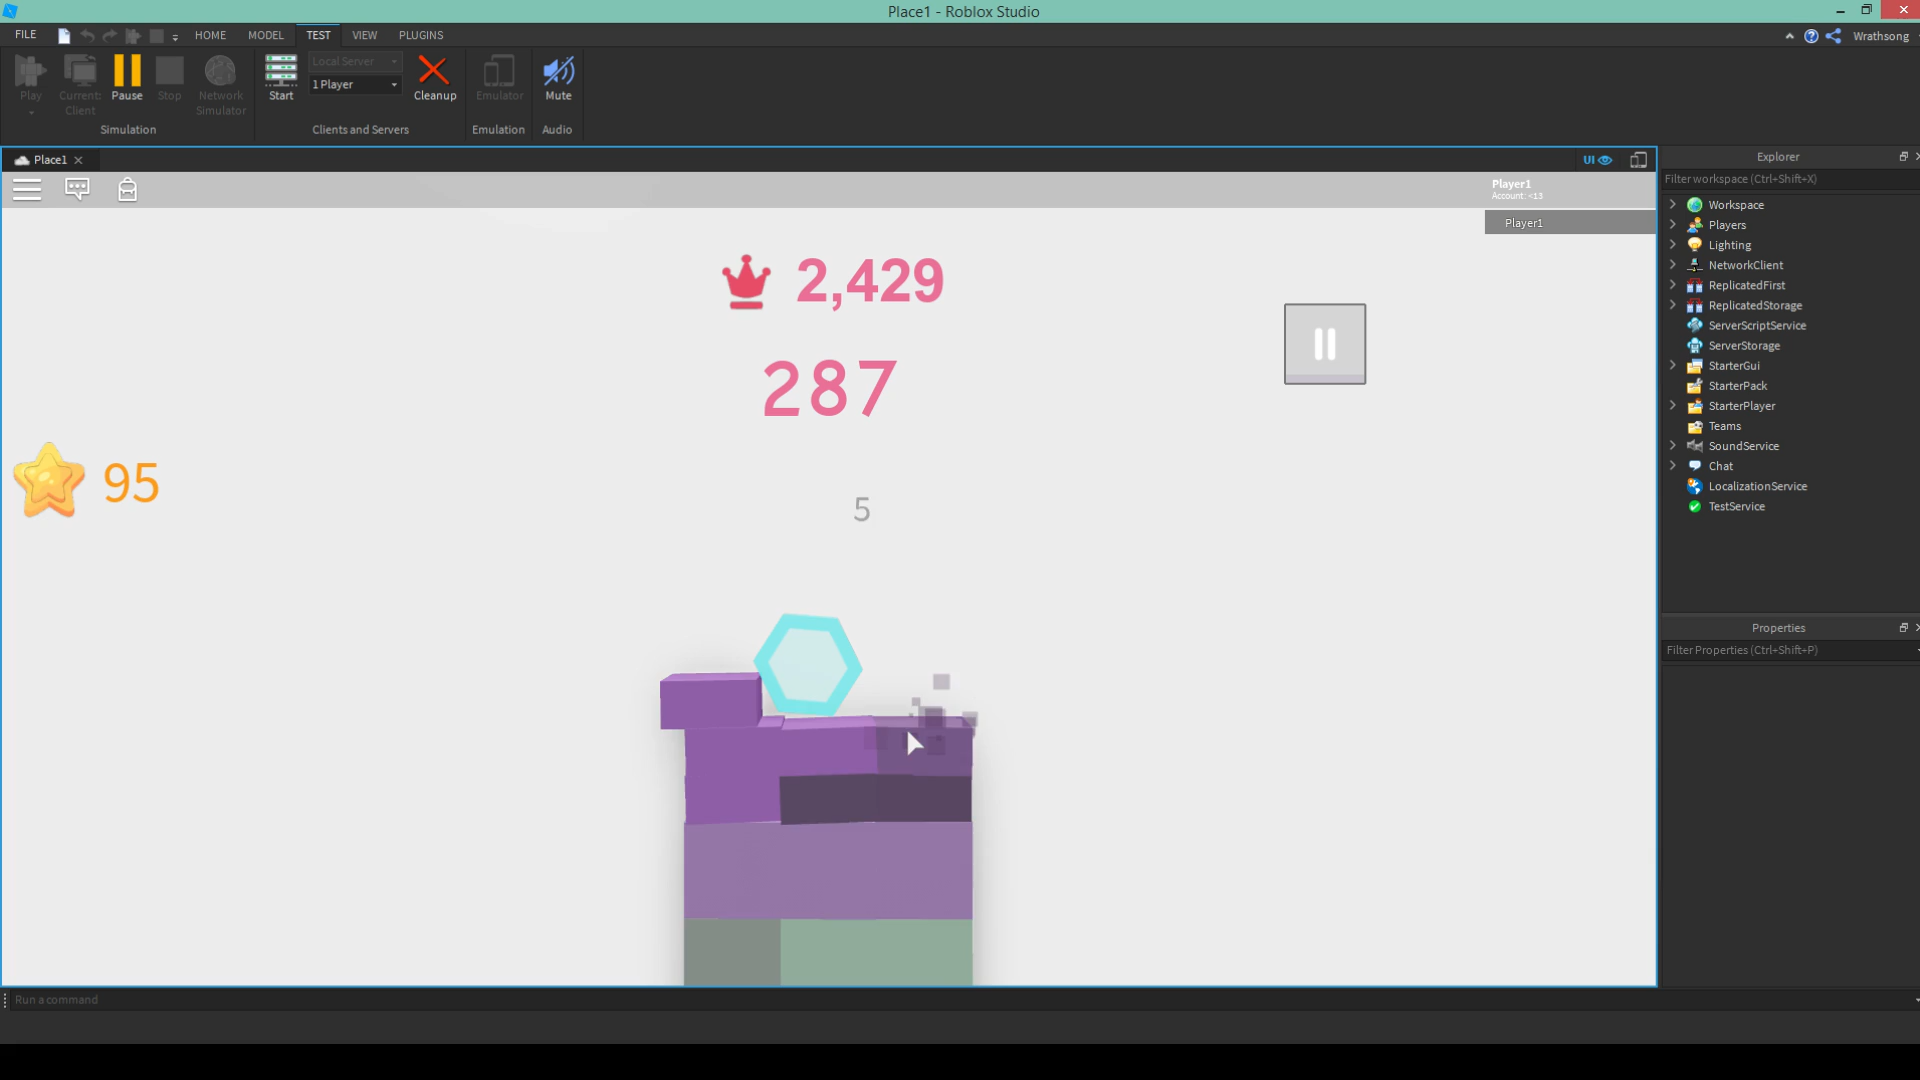 Place1 - Roblox Studio
FILE HOME MODEL TEST VIEW PLUGINS Wrathsong
Play Current: Client Pause Stop Network Simulator Start Local Server 1 Player Cleanup Emulator Mute
Simulation Clients and Servers Emulation Audio
Place1 UI
Player1
Account: <13
Player1
2,429
287
95
5
Explorer
Filter workspace (Ctrl+Shift+X)
Workspace
Players
Lighting
NetworkClient
ReplicatedFirst
ReplicatedStorage
ServerScriptService
ServerStorage
StarterGui
StarterPack
StarterPlayer
Teams
SoundService
Chat
LocalizationService
TestService
Properties
Filter Properties (Ctrl+Shift+P)
Run a command